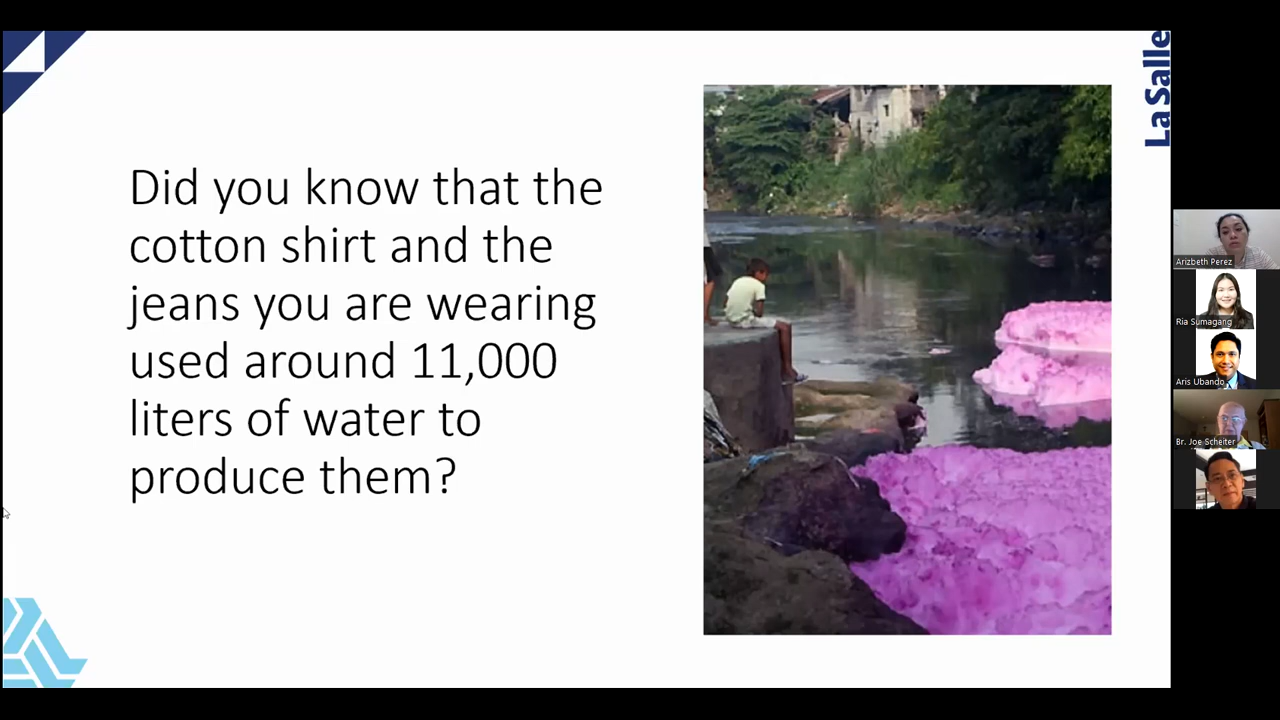 Did you know that the
cotton shirt and the
jeans you are wearing
used around 11,000
liters of water to
produce them?
La Salle
Arizbeth Perez
Ria Sumagang
Aris Ubando
Br. Joe Scheiter